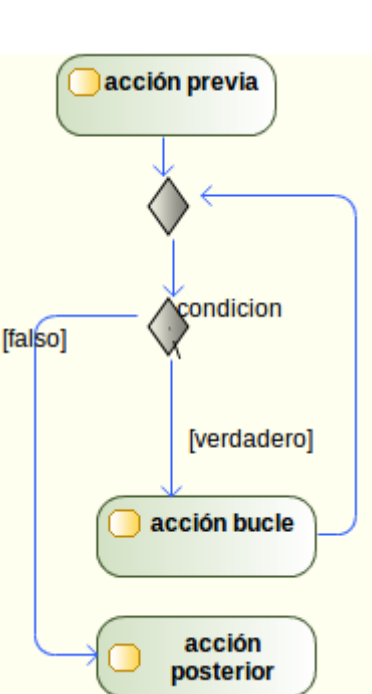 acción previa
condicion
[falso]
[verdadero]
acción bucle
acción
posterior